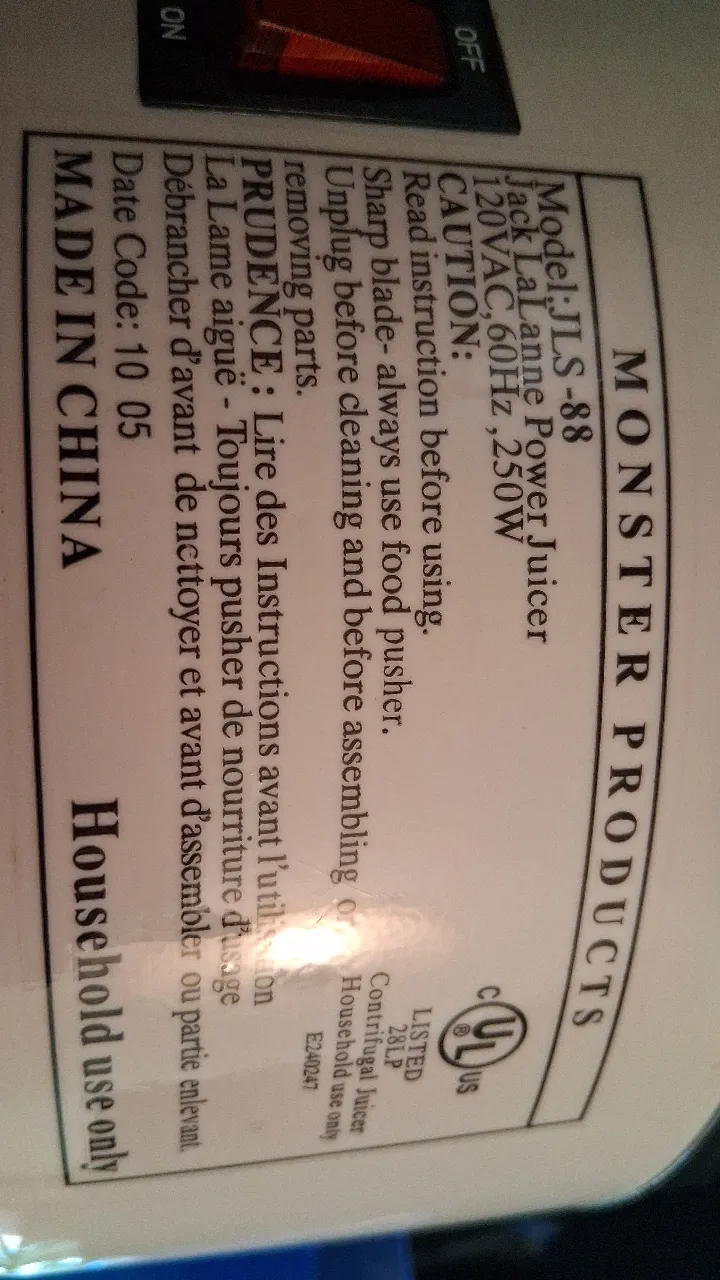 OFF
ON
MONSTER PRODUCTS
Model:JLS -88
Jack LaLanne Power Juicer
120VAC,60Hz ,250W
CAUTION:
Read instruction before using.
Sharp blade- always use food pusher.
Unplug before cleaning and before assembling or
removing parts.
PRUDENCE : Lire des Instructions avant l'utilisation
La Lame aiguë - Toujours pusher de nourriture d'usage
Débrancher d'avant de nettoyer et avant d'assembler ou partie enlevant.
Date Code: 10 05
MADE IN CHINA
Household use only
C UL ® US
LISTED
28LP
Contrifugal Juicer
Household use only
E240247